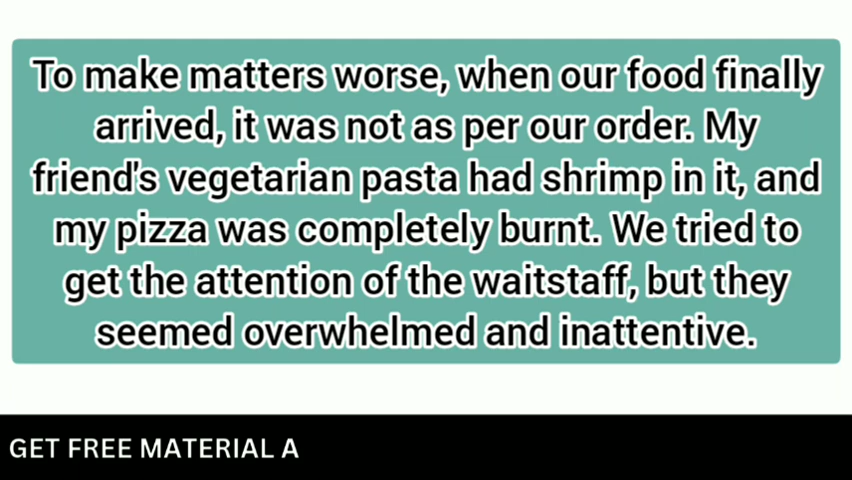 To make matters worse, when our food finally
arrived, it was not as per our order. My
friend's vegetarian pasta had shrimp in it, and
my pizza was completely burnt. We tried to
get the attention of the waitstaff, but they
seemed overwhelmed and inattentive.
GET FREE MATERIAL A